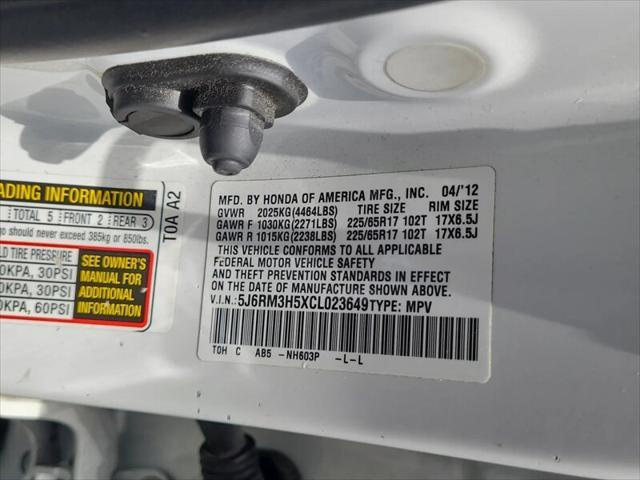 ADING INFORMATION
TOTAL 5 FRONT 2 REAR 3
go should never exceed 385kg or 850lbs.
LD TIRE PRESSURE
0KPA, 30PSI
0KPA, 30PSI
0KPA, 60PSI
SEE OWNER'S
MANUAL FOR
ADDITIONAL
INFORMATION
T0A A2
MFD. BY HONDA OF AMERICA MFG., INC. 04/'12
GVWR 2025KG(4464LBS) TIRE SIZE RIM SIZE
GAWR F 1030KG(2271LBS) 225/65R17 102T 17X6.5J
GAWR R 1015KG(2238LBS) 225/65R17 102T 17X6.5J
THIS VEHICLE CONFORMS TO ALL APPLICABLE
FEDERAL MOTOR VEHICLE SAFETY
AND THEFT PREVENTION STANDARDS IN EFFECT
ON THE DATE OF MANUFACTURE SHOWN ABOVE.
V.I.N.: 5J6RM3H5XCL023649 TYPE: MPV
T0H C AB5 -NH603P -L-L